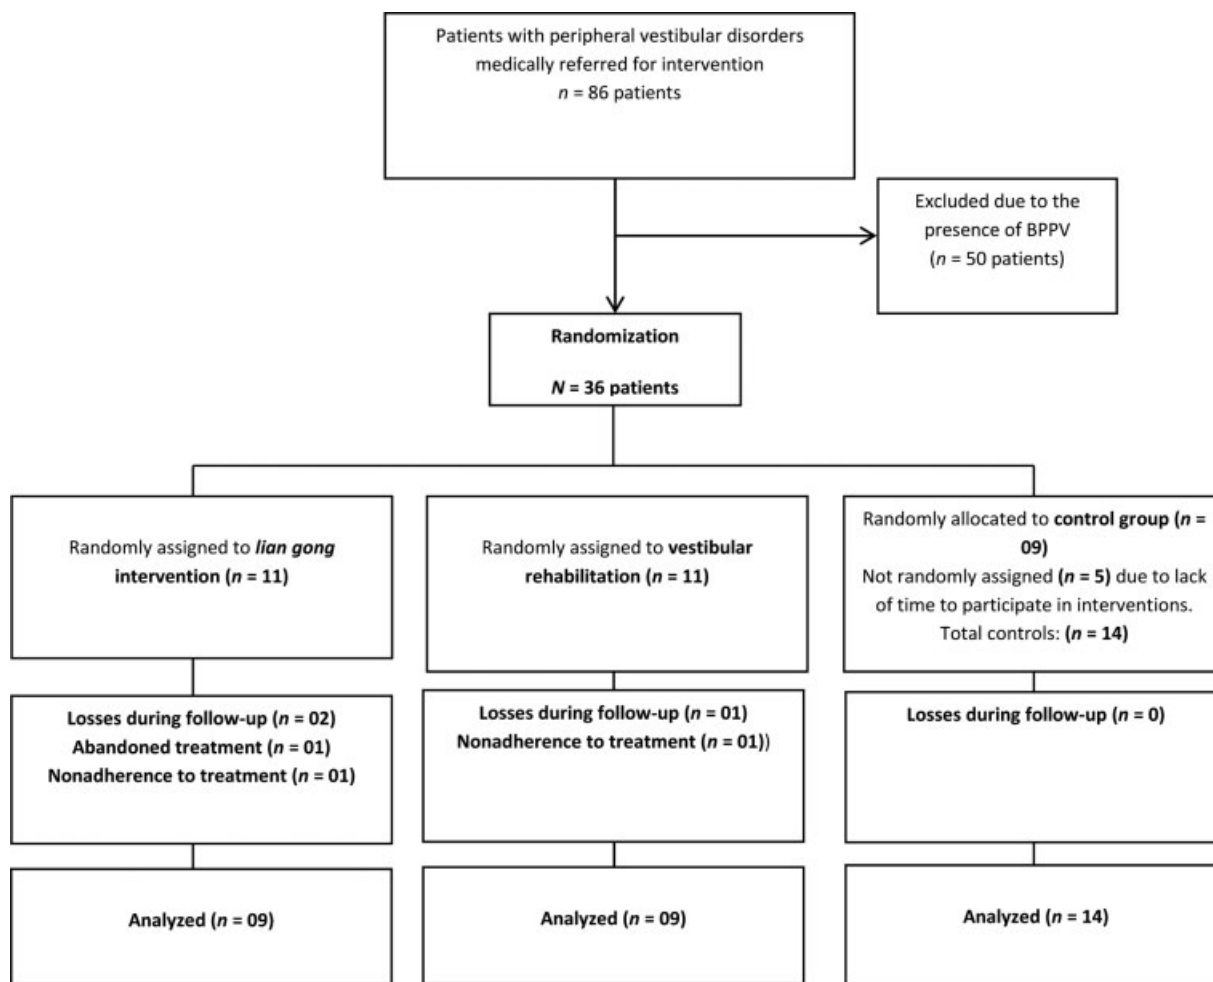 Patients with peripheral vestibular disorders
medically referred for intervention
n = 86 patients
Excluded due to the
presence of BPPV
(n = 50 patients)
Randomization
N = 36 patients
Randomly assigned to lian gong
intervention (n = 11)
Randomly assigned to vestibular
rehabilitation (n = 11)
Randomly allocated to control group (n =
09)
Not randomly assigned (n = 5) due to lack
of time to participate in interventions.
Total controls: (n = 14)
Losses during follow-up (n = 02)
Abandoned treatment (n = 01)
Nonadherence to treatment (n = 01)
Losses during follow-up (n = 01)
Nonadherence to treatment (n = 01))
Losses during follow-up (n = 0)
Analyzed (n = 09)
Analyzed (n = 09)
Analyzed (n = 14)